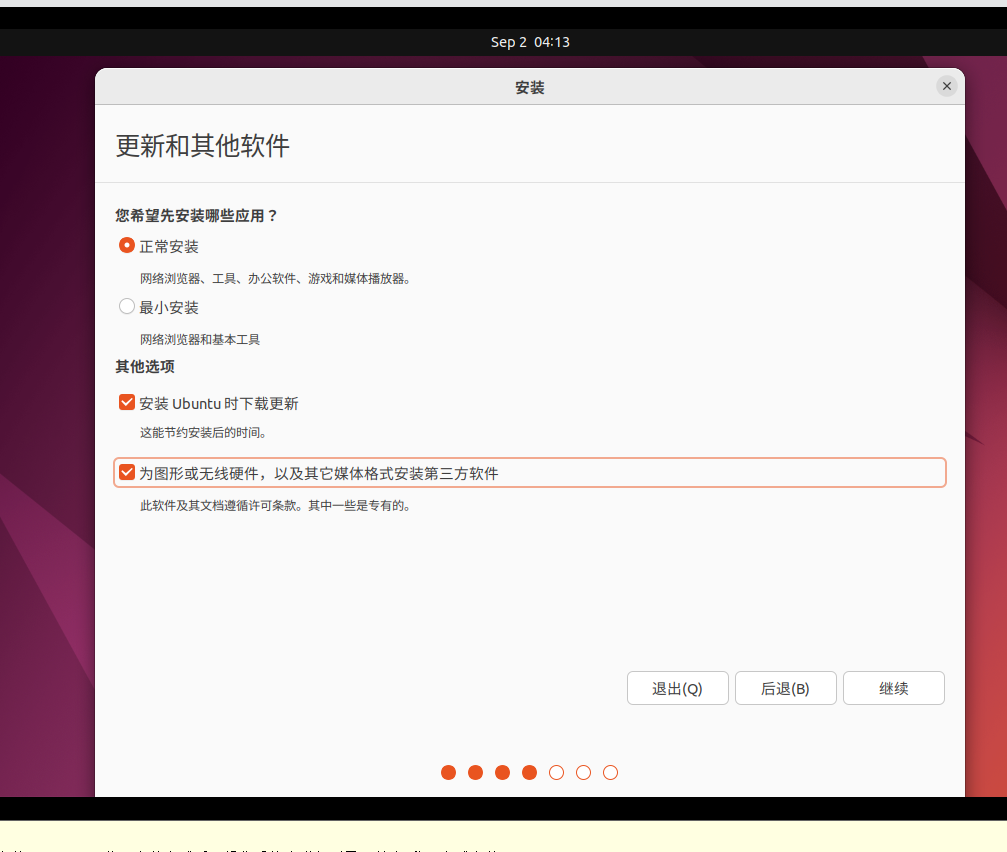 Sep 2 04:13
安装
更新和其他软件
您希望先安装哪些应用？
正常安装
网络浏览器、工具、办公软件、游戏和媒体播放器。
最小安装
网络浏览器和基本工具
其他选项
安装 Ubuntu 时下载更新
这能节约安装后的时间。
为图形或无线硬件，以及其它媒体格式安装第三方软件
此软件及其文档遵循许可条款。其中一些是专有的。
退出(Q) 后退(B) 继续